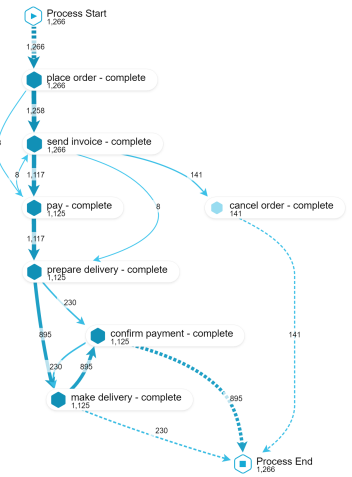 Process Start
1,266
1,266
place order - complete
1,266
1,258
send invoice - complete
1,266
8
1,117
141
pay - complete
1,125
8
cancel order - complete
141
1,117
prepare delivery - complete
1,125
230
895
confirm payment - complete
1,125
141
230
895
make delivery - complete
1,125
895
230
Process End
1,266